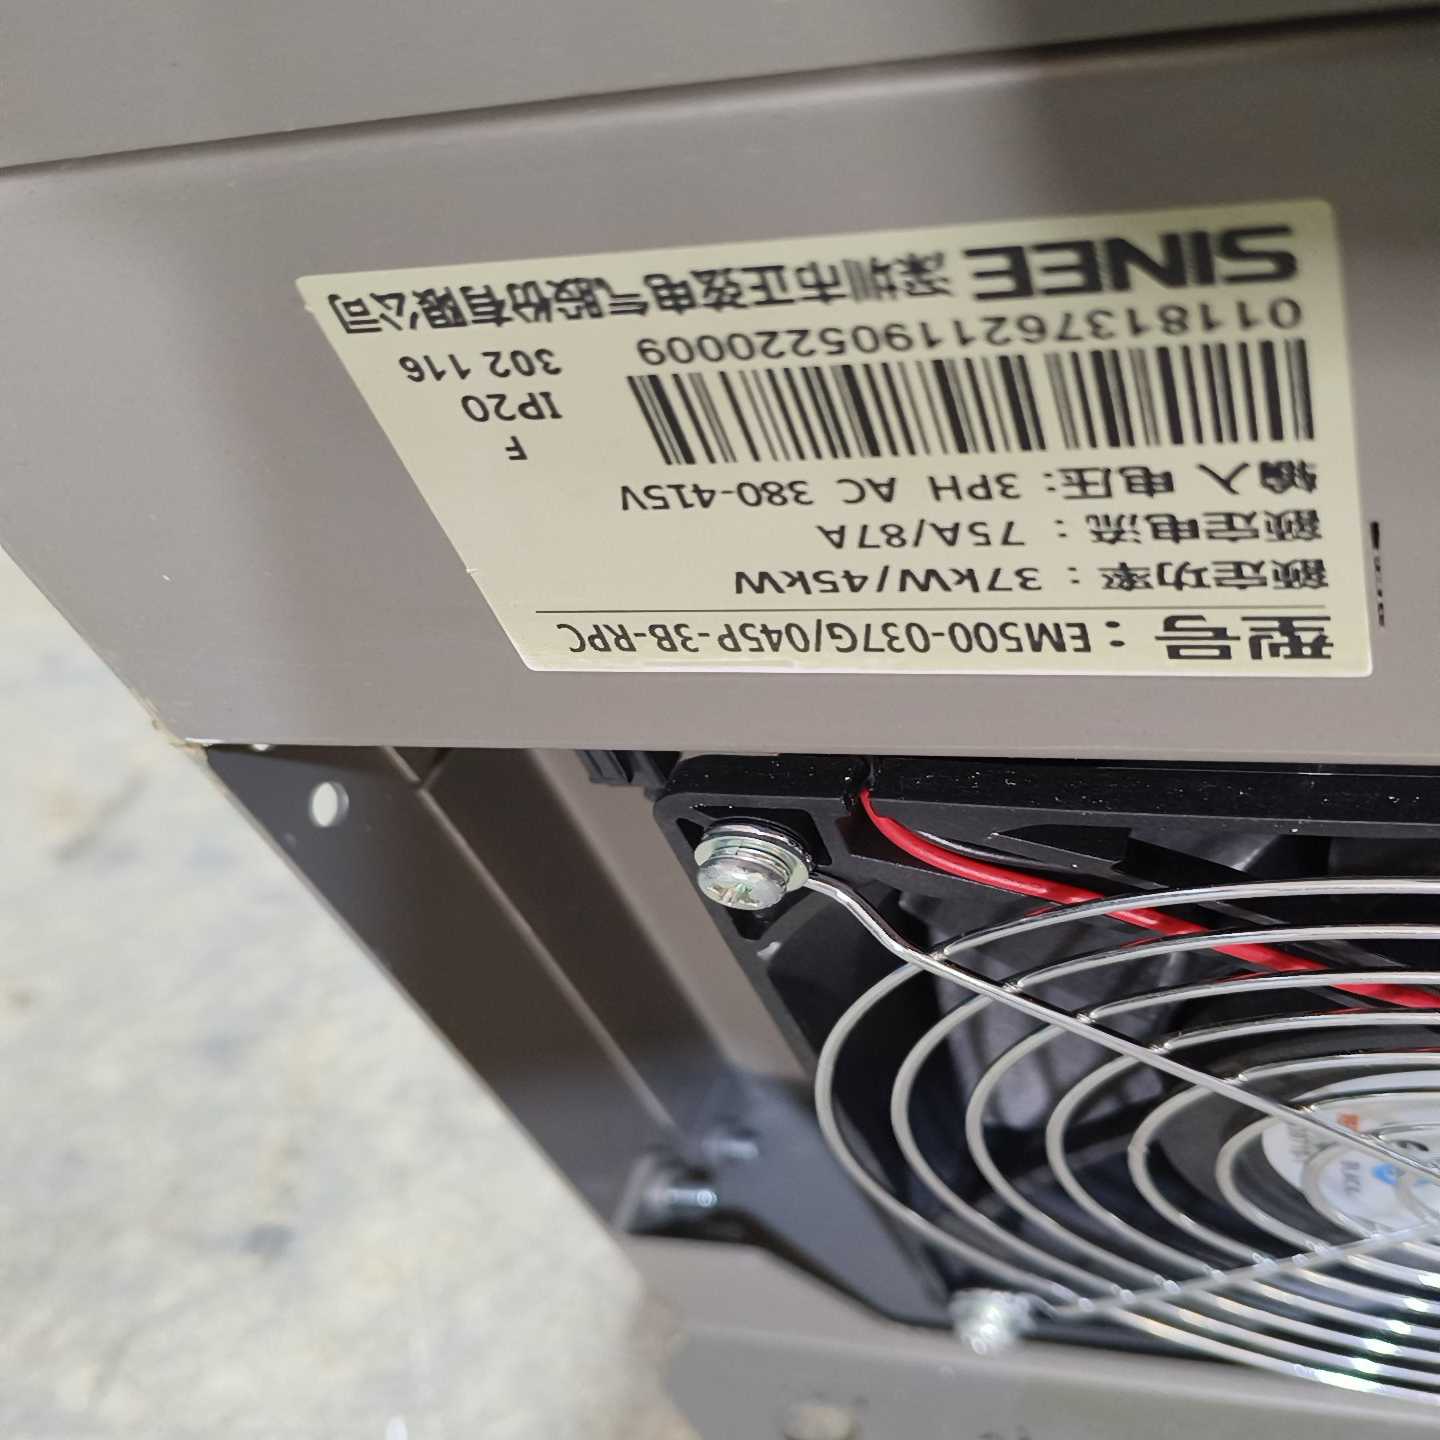 型号：EM500-037G/045P-3B-RPC
额定功率：37kW/45kW
额定电流：75A/87A
输入电压：3PH AC 380-415V
F
IP20
302 116
01181376211905220009
SINEE 深圳市正弦电气股份有限公司